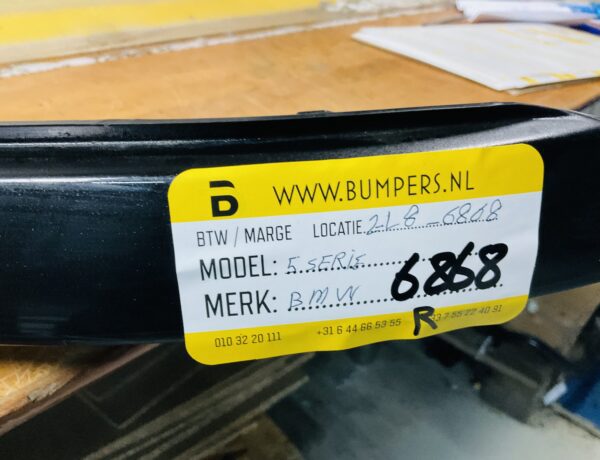 WWW.BUMPERS.NL
BTW / MARGE LOCATIE: 2L8-6868
MODEL: 5 SERIE
MERK: BMW
6868
R
010 32 20 111 +31 6 44 66 53 55